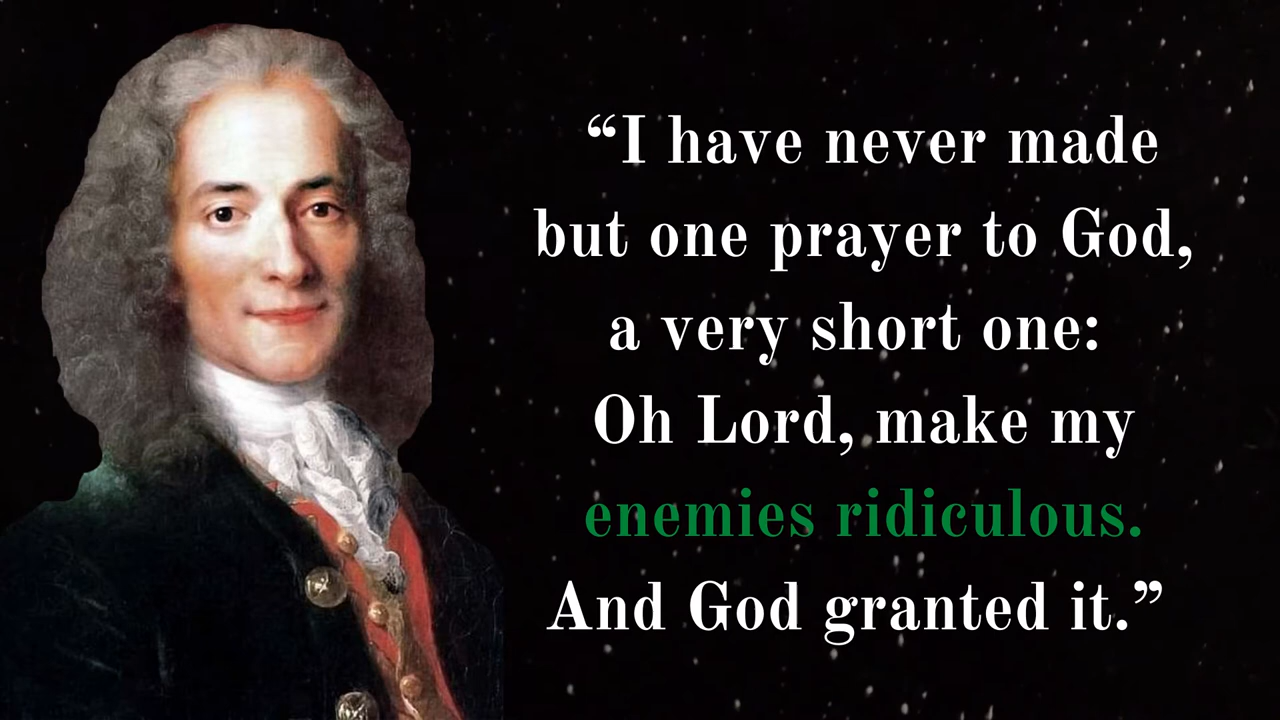 “I have never made
but one prayer to God,
a very short one:
Oh Lord, make my
enemies ridiculous.
And God granted it.”